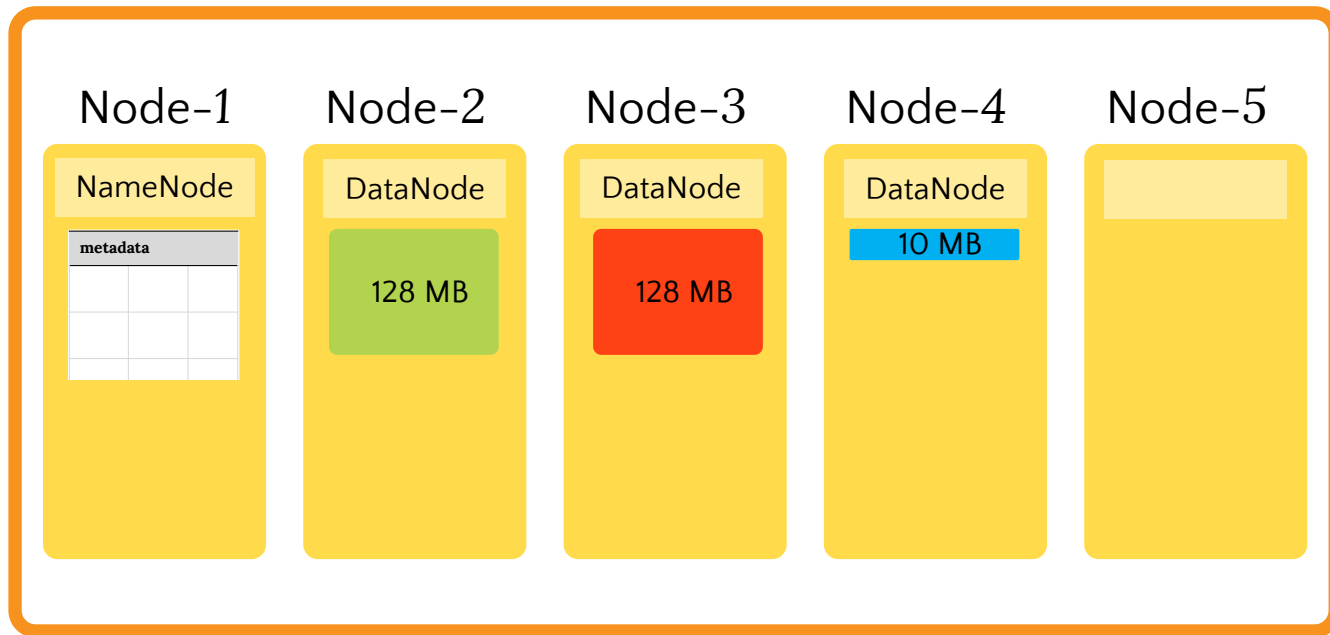 Node-1 Node-2 Node-3 Node-4 Node-5
NameNode DataNode DataNode DataNode
metadata
128 MB 128 MB 10 MB